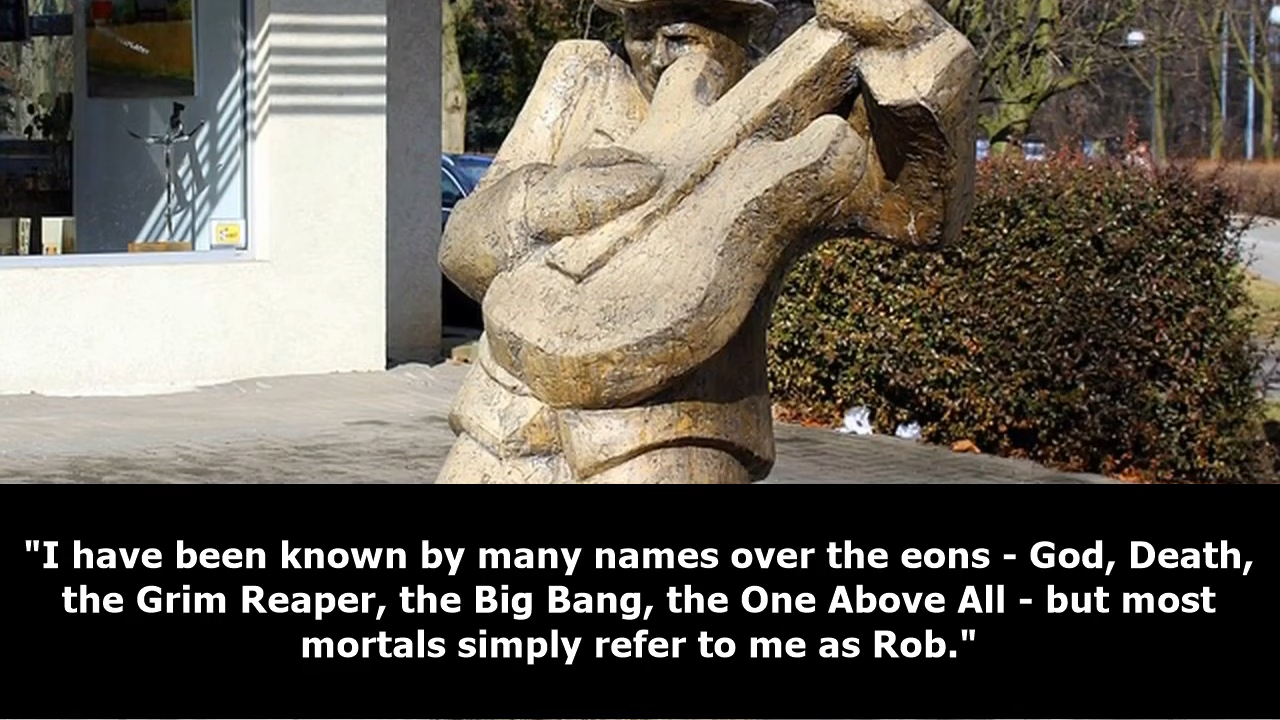 "I have been known by many names over the eons - God, Death,
the Grim Reaper, the Big Bang, the One Above All - but most
mortals simply refer to me as Rob."